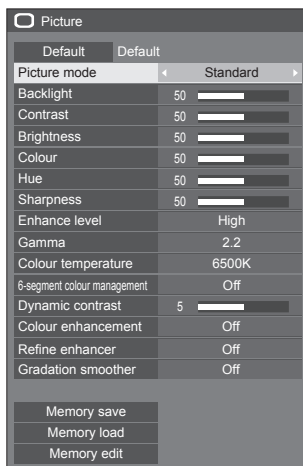 Picture
Default Default
Picture mode Standard
Backlight 50
Contrast 50
Brightness 50
Colour 50
Hue 50
Sharpness 50
Enhance level High
Gamma 2.2
Colour temperature 6500K
6-segment colour management Off
Dynamic contrast 5
Colour enhancement Off
Refine enhancer Off
Gradation smoother Off
Memory save
Memory load
Memory edit